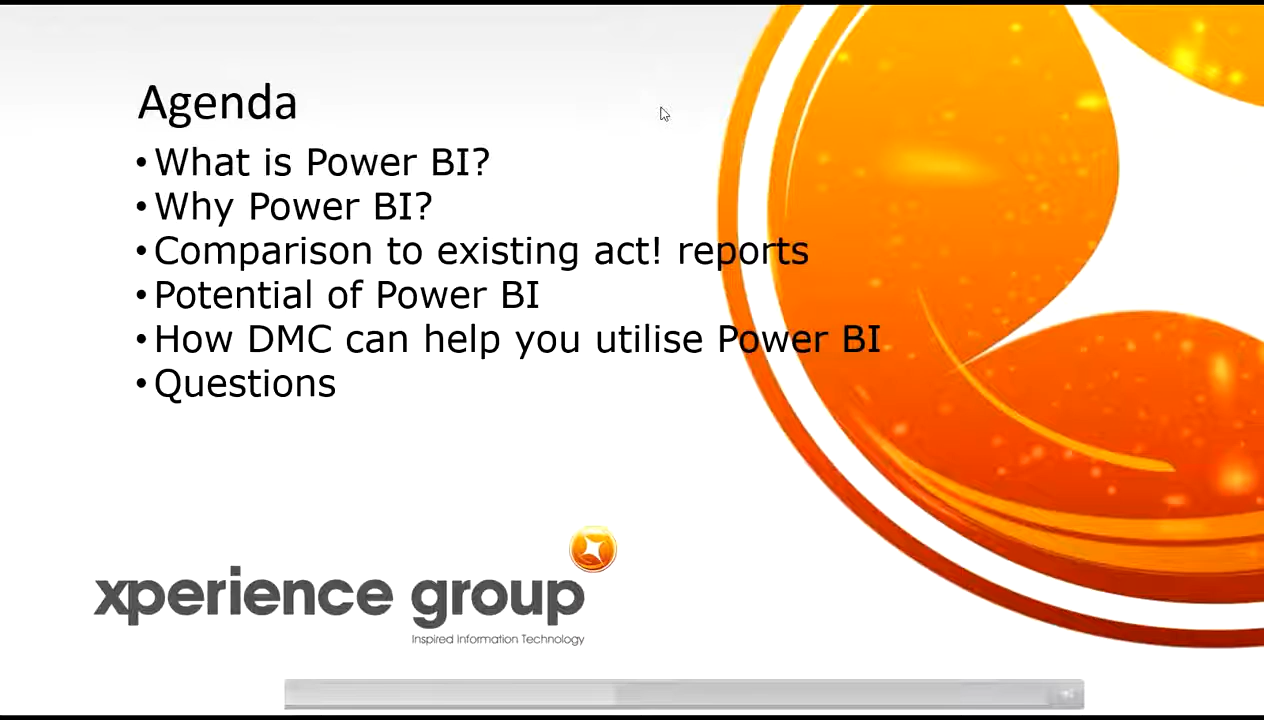 Agenda
• What is Power BI?
• Why Power BI?
• Comparison to existing act! reports
• Potential of Power BI
• How DMC can help you utilise Power BI
• Questions
xperience group
Inspired Information Technology